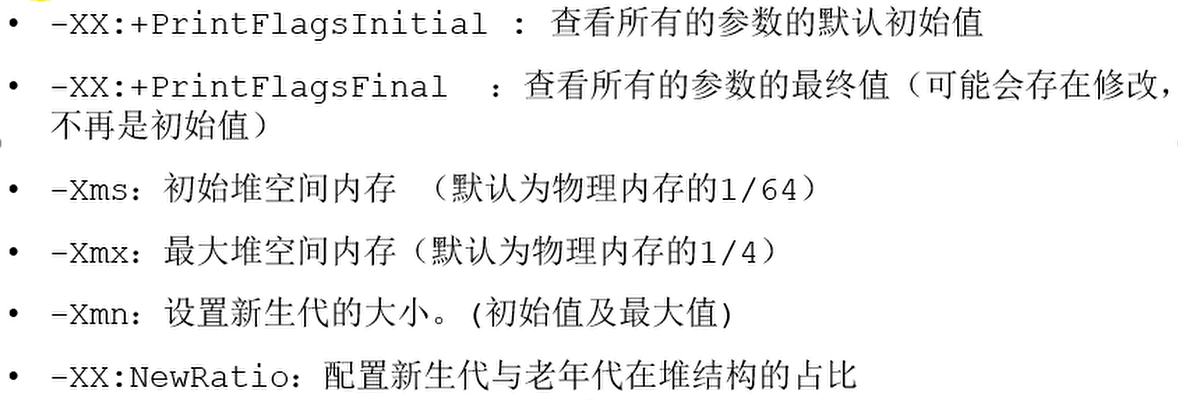 • -XX:+PrintFlagsInitial : 查看所有的参数的默认初始值
• -XX:+PrintFlagsFinal  :查看所有的参数的最终值(可能会存在修改,
不再是初始值)
• -Xms:初始堆空间内存 (默认为物理内存的1/64)
• -Xmx:最大堆空间内存(默认为物理内存的1/4)
• -Xmn:设置新生代的大小。(初始值及最大值)
• -XX:NewRatio:配置新生代与老年代在堆结构的占比